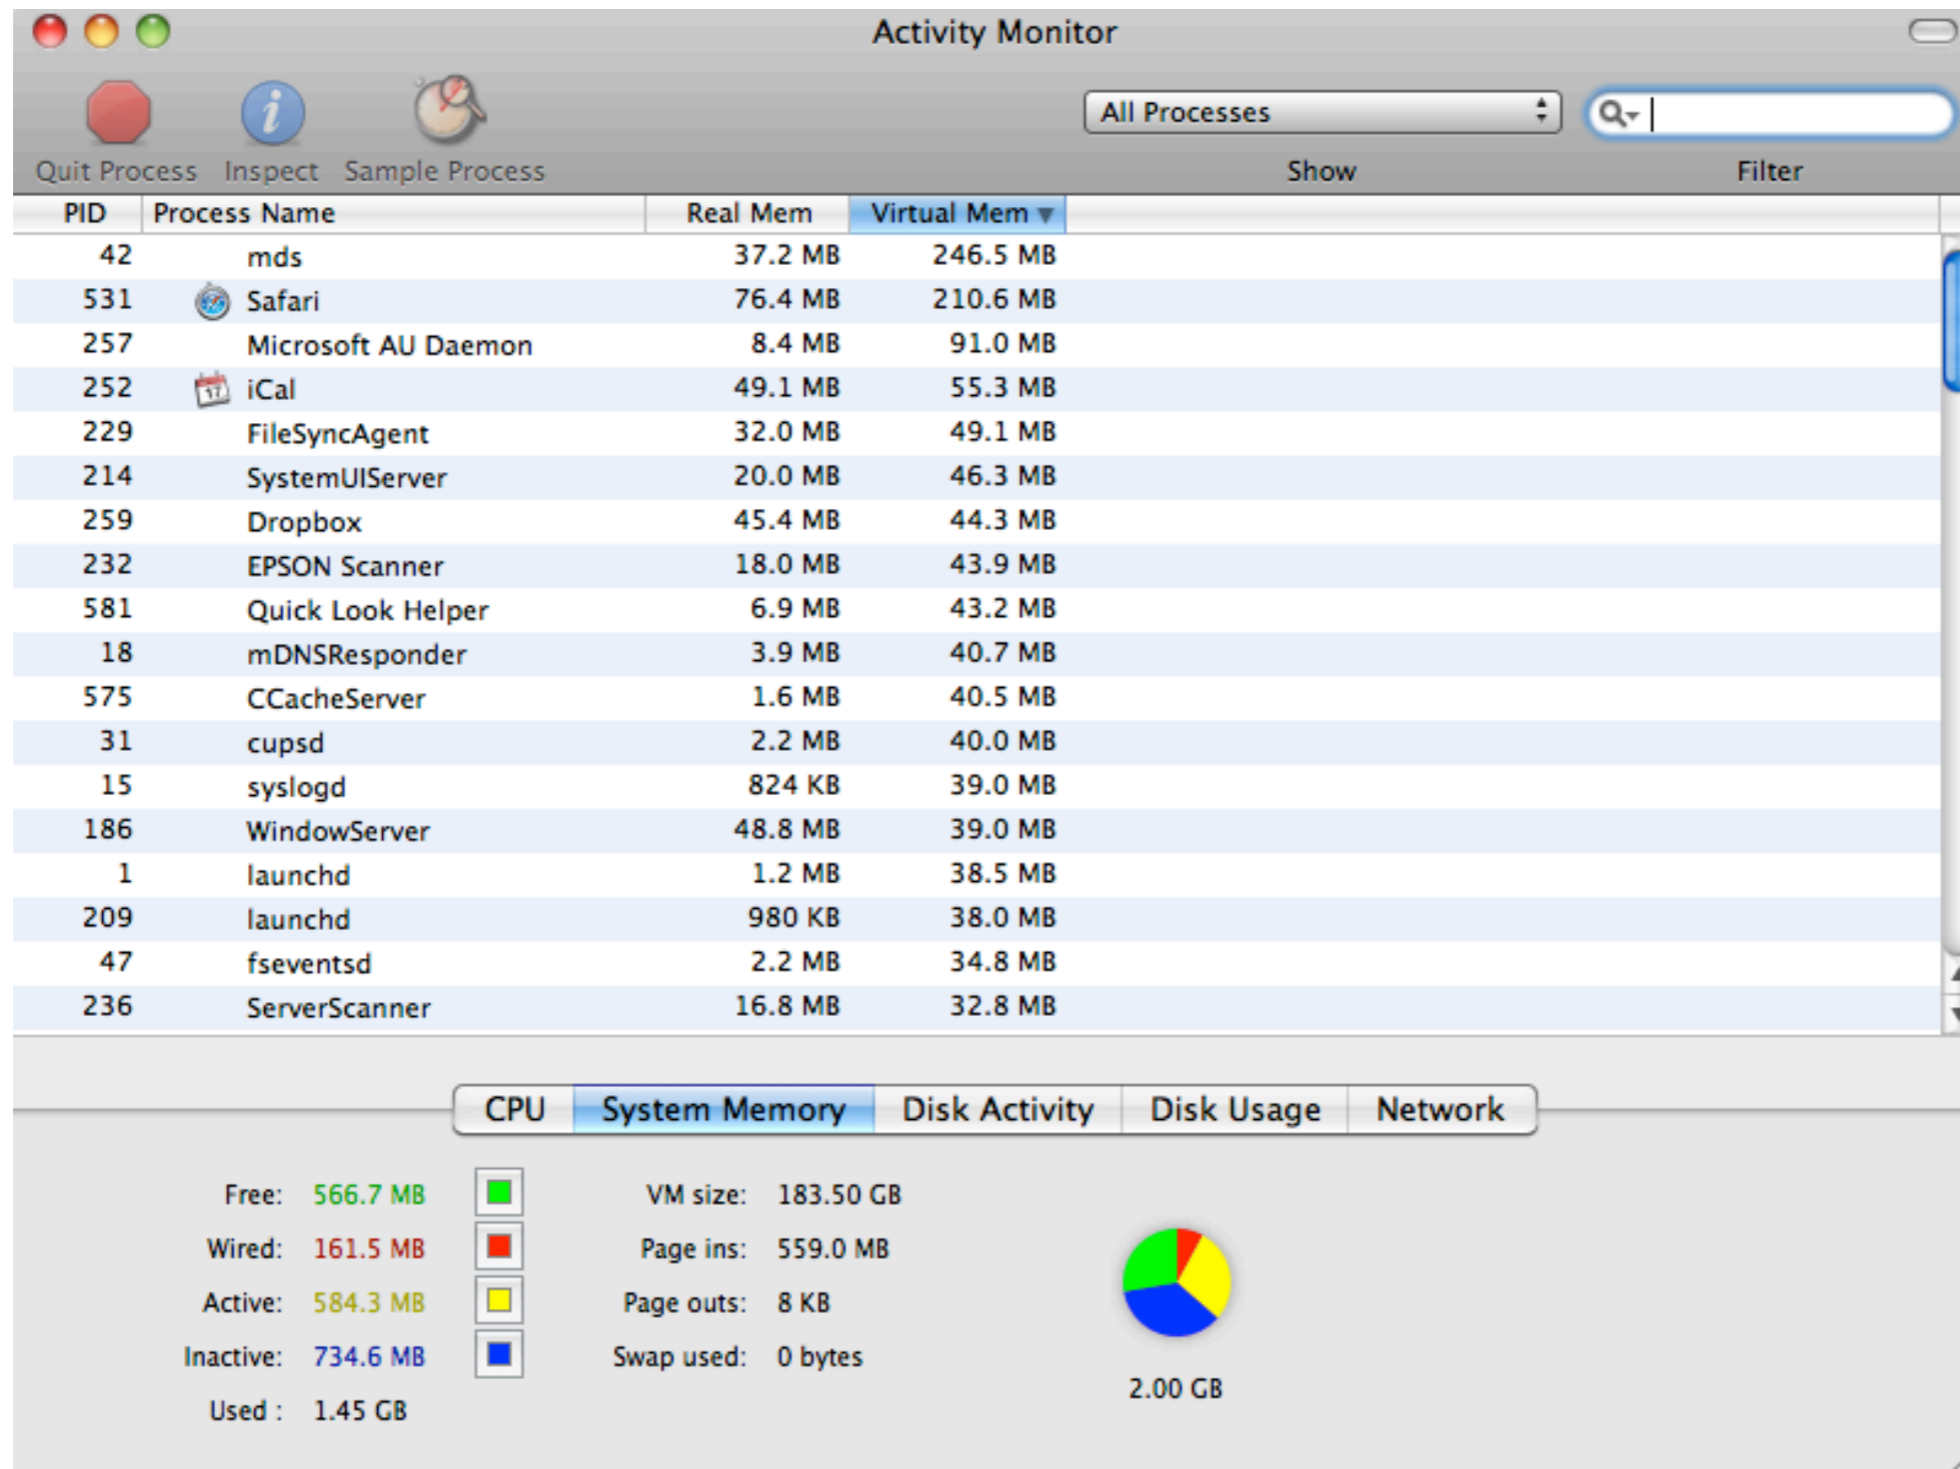 Activity Monitor
All Processes
Quit Process Inspect Sample Process Show Filter
PID Process Name Real Mem Virtual Mem
42 mds 37.2 MB 246.5 MB
531 Safari 76.4 MB 210.6 MB
257 Microsoft AU Daemon 8.4 MB 91.0 MB
252 iCal 49.1 MB 55.3 MB
229 FileSyncAgent 32.0 MB 49.1 MB
214 SystemUIServer 20.0 MB 46.3 MB
259 Dropbox 45.4 MB 44.3 MB
232 EPSON Scanner 18.0 MB 43.9 MB
581 Quick Look Helper 6.9 MB 43.2 MB
18 mDNSResponder 3.9 MB 40.7 MB
575 CCacheServer 1.6 MB 40.5 MB
31 cupsd 2.2 MB 40.0 MB
15 syslogd 824 KB 39.0 MB
186 WindowServer 48.8 MB 39.0 MB
1 launchd 1.2 MB 38.5 MB
209 launchd 980 KB 38.0 MB
47 fseventsd 2.2 MB 34.8 MB
236 ServerScanner 16.8 MB 32.8 MB
CPU System Memory Disk Activity Disk Usage Network
Free: 566.7 MB VM size: 183.50 GB
Wired: 161.5 MB Page ins: 559.0 MB
Active: 584.3 MB Page outs: 8 KB
Inactive: 734.6 MB Swap used: 0 bytes
2.00 GB
Used : 1.45 GB